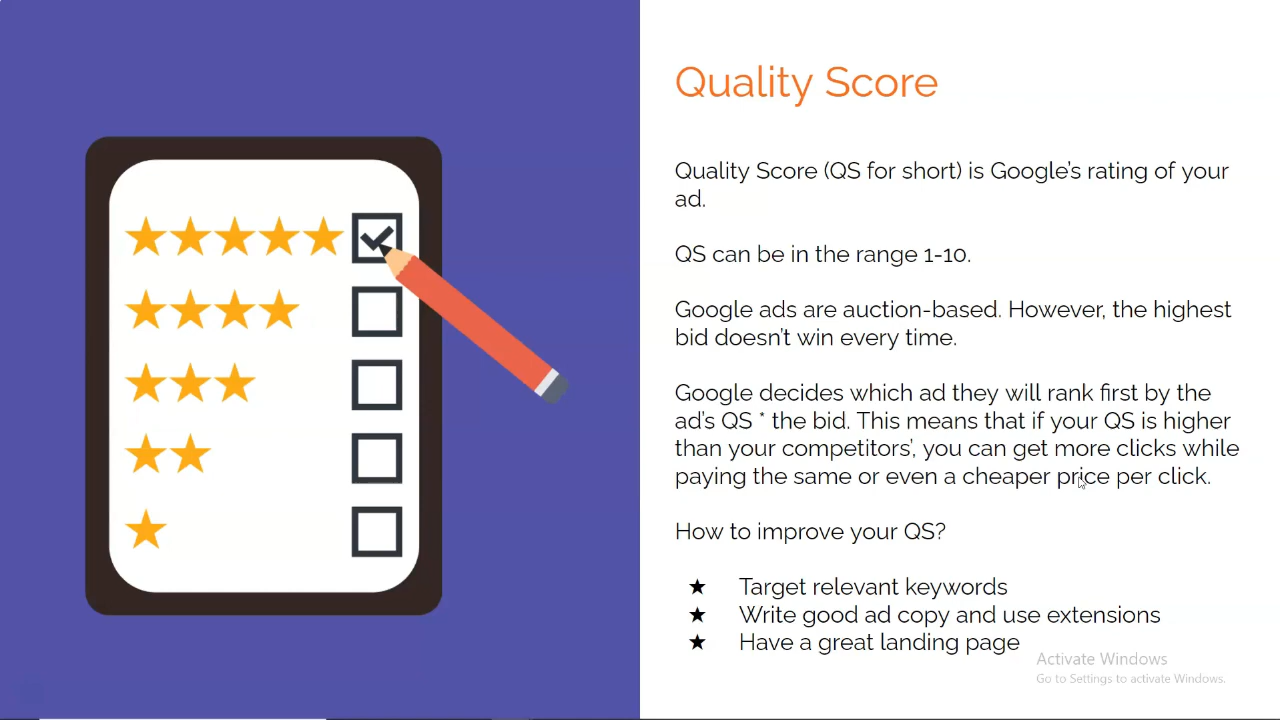 Quality Score
Quality Score (QS for short) is Google's rating of your
ad.
QS can be in the range 1-10.
Google ads are auction-based. However, the highest
bid doesn't win every time.
Google decides which ad they will rank first by the
ad's QS * the bid. This means that if your QS is higher
than your competitors', you can get more clicks while
paying the same or even a cheaper price per click.
How to improve your QS?
★ Target relevant keywords
★ Write good ad copy and use extensions
★ Have a great landing page
Activate Windows
Go to Settings to activate Windows.